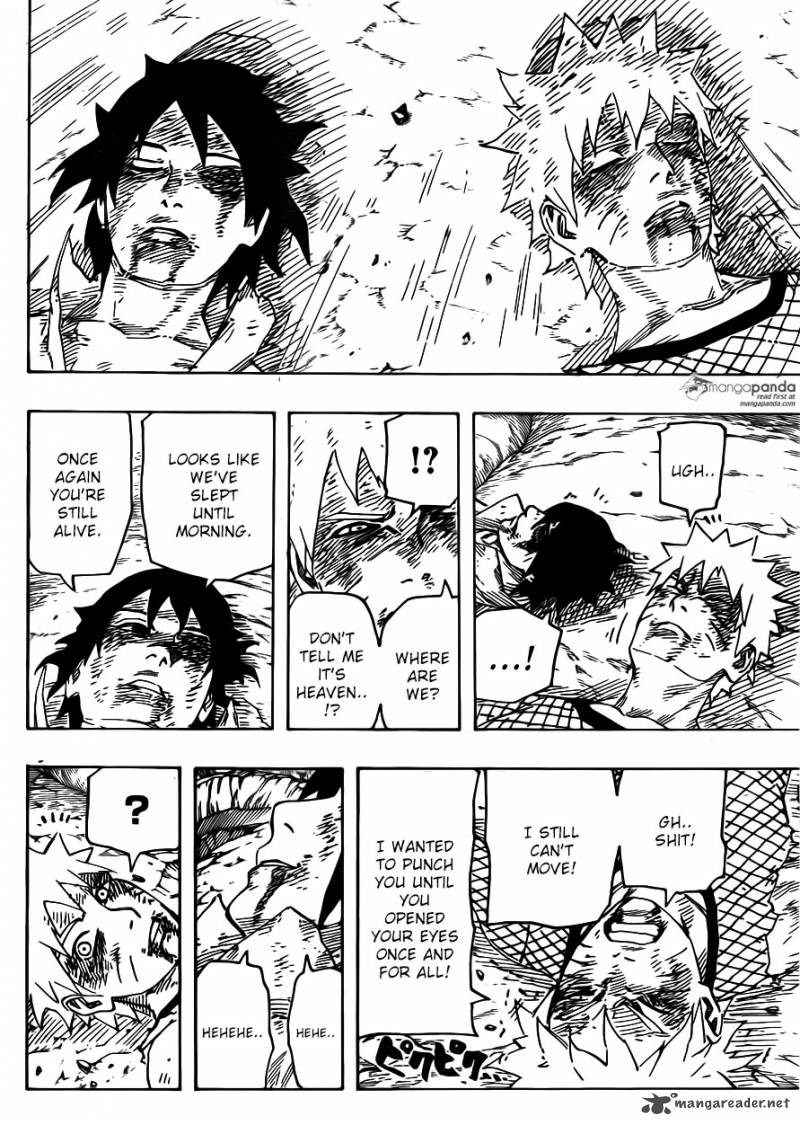 mangapanda
read first at
mangapanda.com
UGH..
....!
!?
WHERE
ARE
WE?
DON'T
TELL ME
IT'S
HEAVEN..
!?
LOOKS LIKE
WE'VE
SLEPT
UNTIL
MORNING.
ONCE
AGAIN
YOU'RE
STILL
ALIVE.
GH..
SHIT!
I STILL
CAN'T
MOVE!
I WANTED
TO PUNCH
YOU UNTIL
YOU
OPENED
YOUR EYES
ONCE AND
FOR ALL!
ピクピク
HEHE..
HEHEHE..
?
mangareader.net